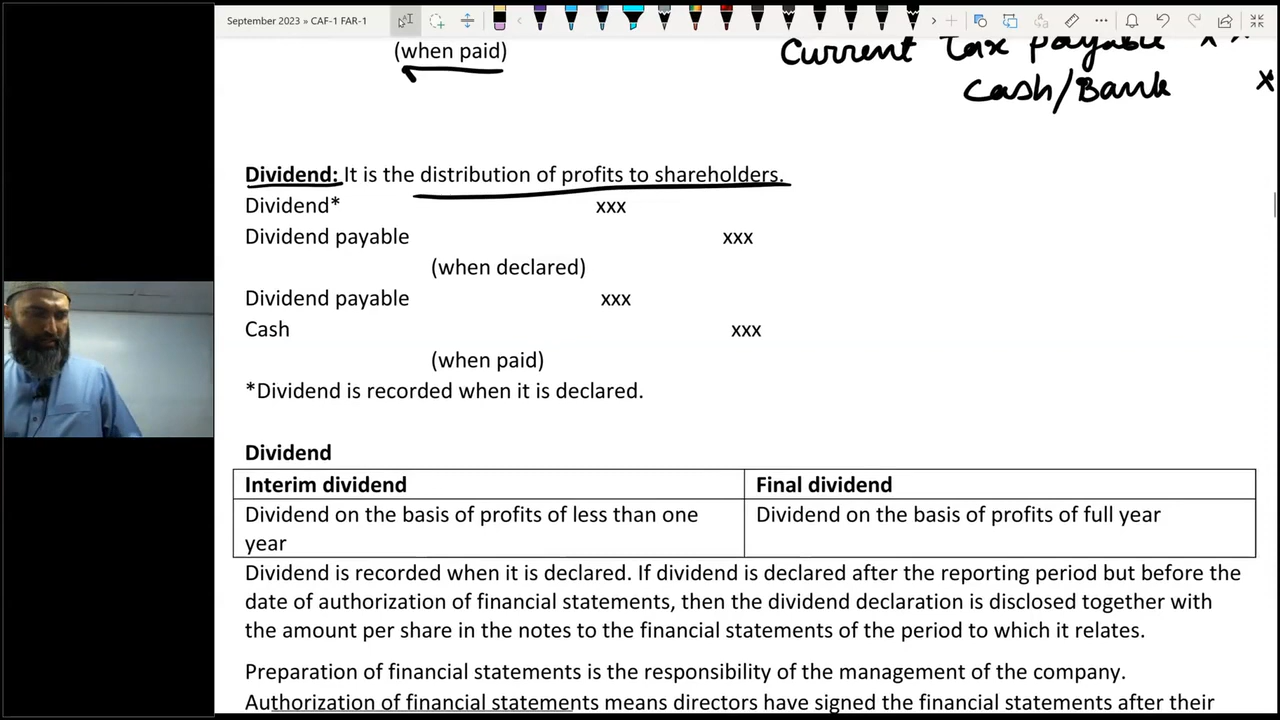 September 2023 » CAF-1 FAR-1
(when paid)
Current Tax payable x x
Cash/Bank x
Dividend: It is the distribution of profits to shareholders.
Dividend* xxx
Dividend payable xxx
(when declared)
Dividend payable xxx
Cash xxx
(when paid)
*Dividend is recorded when it is declared.
Dividend
Interim dividend Final dividend
Dividend on the basis of profits of less than one Dividend on the basis of profits of full year
year
Dividend is recorded when it is declared. If dividend is declared after the reporting period but before the
date of authorization of financial statements, then the dividend declaration is disclosed together with
the amount per share in the notes to the financial statements of the period to which it relates.
Preparation of financial statements is the responsibility of the management of the company.
Authorization of financial statements means directors have signed the financial statements after their